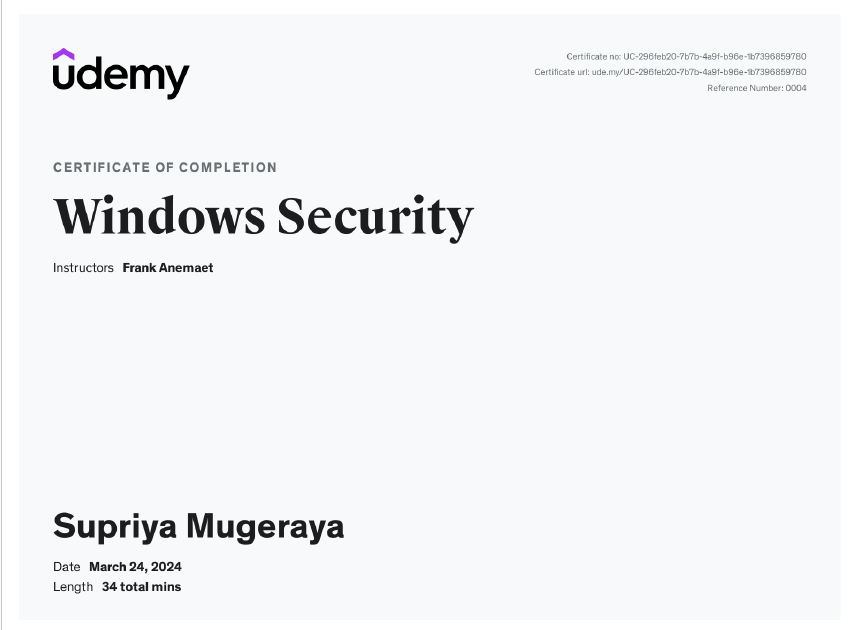 udemy
Certificate no: UC-296feb20-7b7b-4a9f-b96e-1b7396859780
Certificate url: ude.my/UC-296feb20-7b7b-4a9f-b96e-1b7396859780
Reference Number: 0004
CERTIFICATE OF COMPLETION
Windows Security
Instructors Frank Anemaet
Supriya Mugeraya
Date March 24, 2024
Length 34 total mins